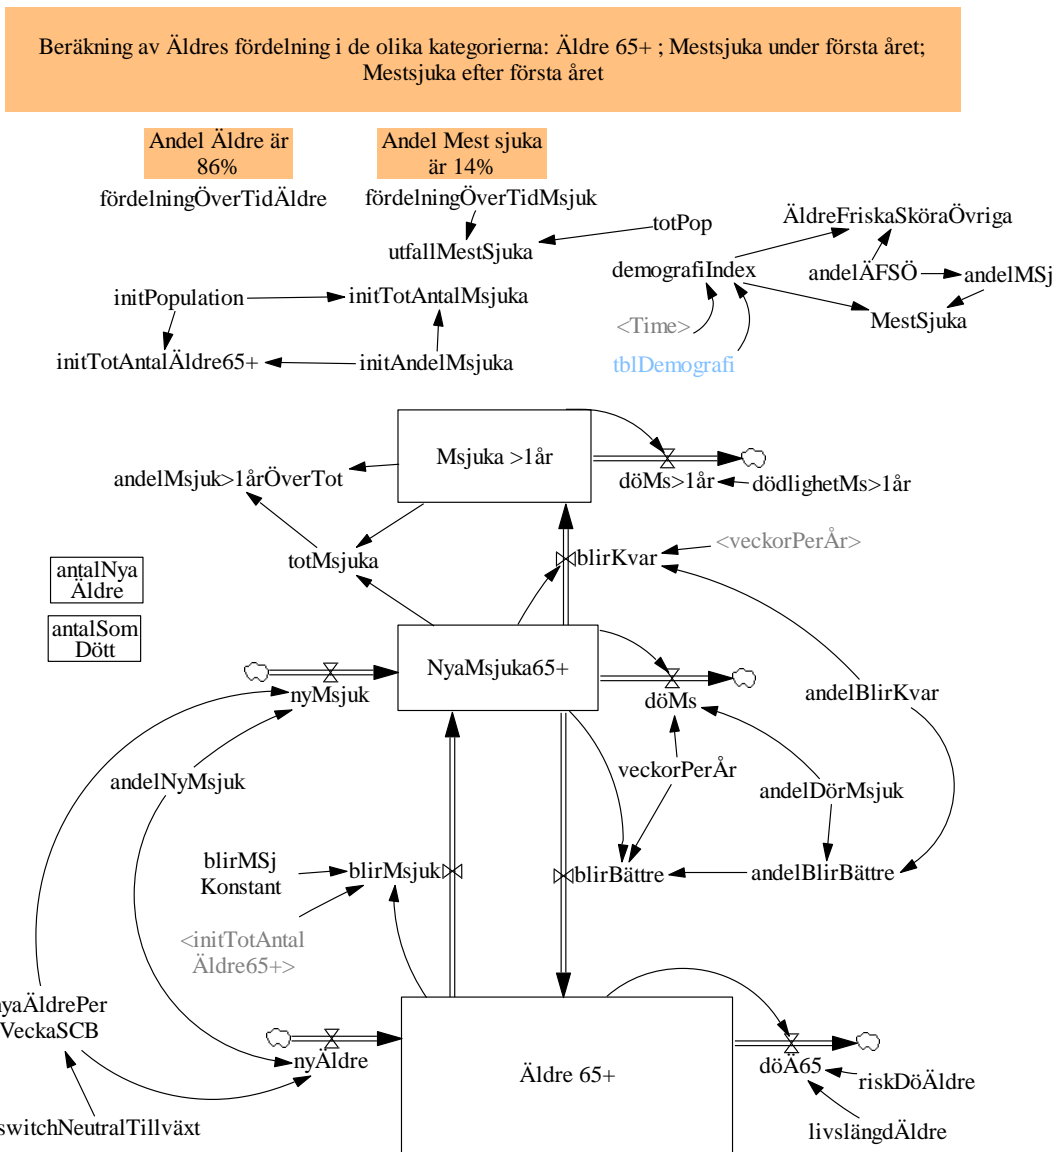 Beräkning av Äldres fördelning i de olika kategorierna: Äldre 65+ ; Mestsjuka under första året;
Mestsjuka efter första året
Andel Äldre är
86%
Andel Mest sjuka
är 14%
fördelningÖverTidÄldre
fördelningÖverTidMsjuk
totPop
ÄldreFriskaSköraÖvriga
utfallMestSjuka
demografiIndex
andelÄFSÖ
andelMSj
initPopulation
initTotAntalMsjuka
MestSjuka
<Time>
initTotAntalÄldre65+
initAndelMsjuka
tblDemografi
Msjuka >1år
andelMsjuk>1årÖverTot
döMs>1år
dödlighetMs>1år
totMsjuka
blirKvar
<veckorPerÅr>
antalNya
Äldre
antalSom
Dött
NyaMsjuka65+
nyMsjuk
döMs
andelBlirKvar
andelNyMsjuk
veckorPerÅr
andelDörMsjuk
blirMSj
Konstant
blirMsjuk
blirBättre
andelBlirBättre
<initTotAntal
Äldre65+>
nyaÄldrePer
VeckaSCB
nyÄldre
Äldre 65+
döÄ65
riskDöÄldre
switchNeutralTillväxt
livslängdÄldre